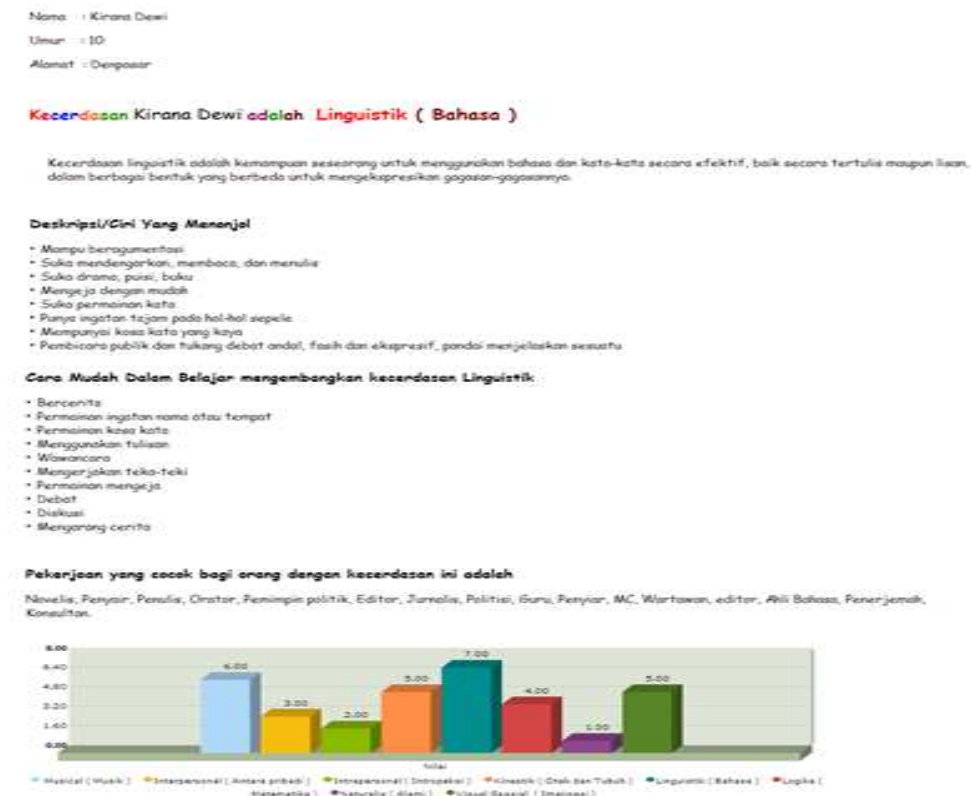 Nama : Kirana Dewi
Umur : 10
Alamat : Denpasar
Kecerdasan Kirana Dewi adalah Linguistik ( Bahasa )
Kecerdasan linguistik adalah kemampuan seseorang untuk menggunakan bahasa dan kata-kata secara efektif, baik secara tertulis maupun lisan,
dalam berbagai bentuk yang berbeda untuk mengekspresikan gagasan-gagasannya.
Deskripsi/Ciri Yang Menonjol
• Mampu beragumentasi
• Suka mendengarkan, membaca, dan menulis
• Suka drama, puisi, buku
• Mengeja dengan mudah
• Suka permainan kata
• Punya ingatan tajam pada hal-hal sepele
• Mempunyai kosa kata yang kaya
• Pembicara publik dan tukang debat andal, fasih dan ekspresif, pandai menjelaskan sesuatu
Cara Mudah Dalam Belajar mengembangkan kecerdasan Linguistik
• Bercerita
• Permainan ingatan nama atau tempat
• Permainan kosa kata
• Menggunakan tulisan
• Wawancara
• Mengerjakan teka-teki
• Permainan mengeja
• Debat
• Diskusi
• Mengarang cerita
Pekerjaan yang cocok bagi orang dengan kecerdasan ini adalah
Novelis, Penyair, Penulis, Orator, Pemimpin politik, Editor, Jurnalis, Politisi, Guru, Penyiar, MC, Wartawan, editor, Ahli Bahasa, Penerjemah,
Konsultan.
8.00
6.40
4.80
3.20
1.60
0.00
6.00
3.00
2.00
5.00
7.00
4.00
1.00
5.00
Nilai
Musical ( Musik ) Interpersonal ( Antara pribadi ) Intrapersonal ( Intropeksi ) Kinestik ( Gerak dan Tubuh ) Linguistik ( Bahasa ) Logika (
Matematika ) Naturalis ( Alami ) Visual Spasial ( Imajinasi )